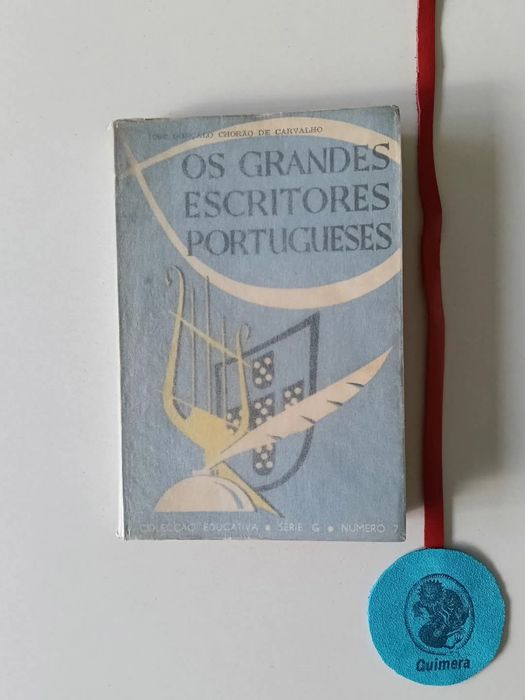 JOSÉ GONÇALO CHORÃO DE CARVALHO
OS GRANDES
ESCRITORES
PORTUGUESES
COLECÇÃO EDUCATIVA • SÉRIE G • NÚMERO 7
Quimera